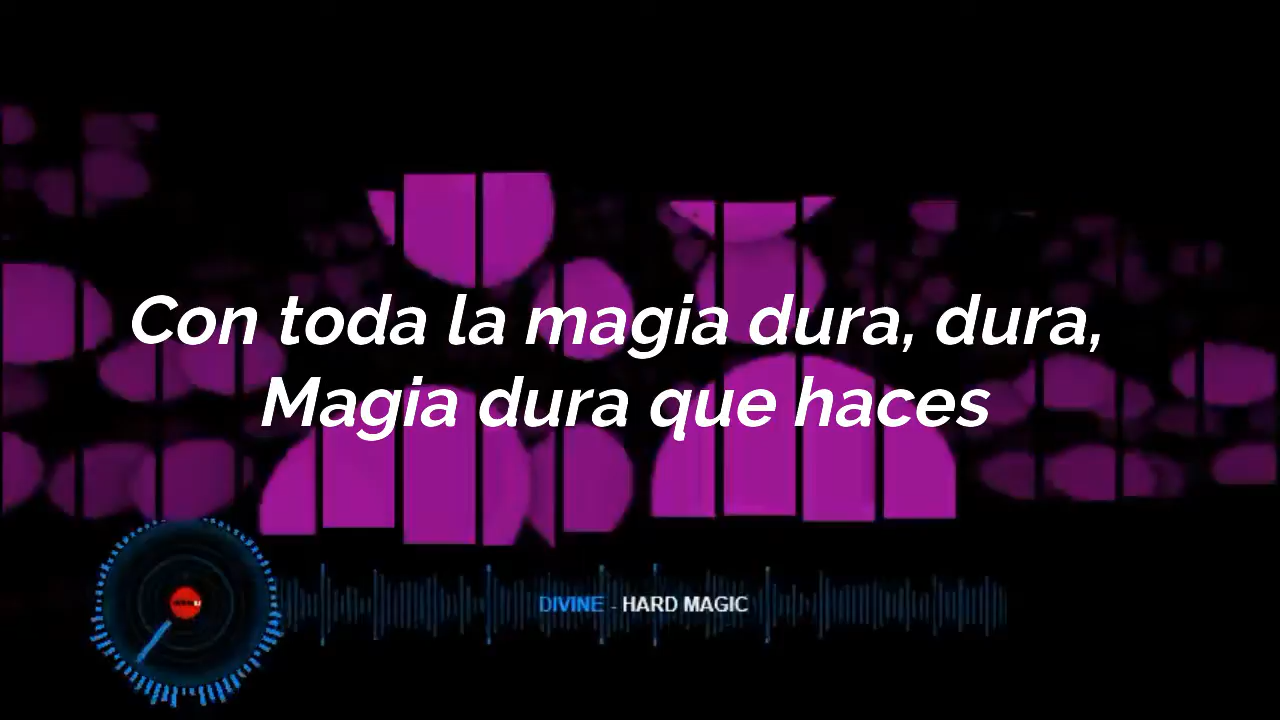 Con toda la magia dura, dura,
Magia dura que haces
DIVINE - HARD MAGIC